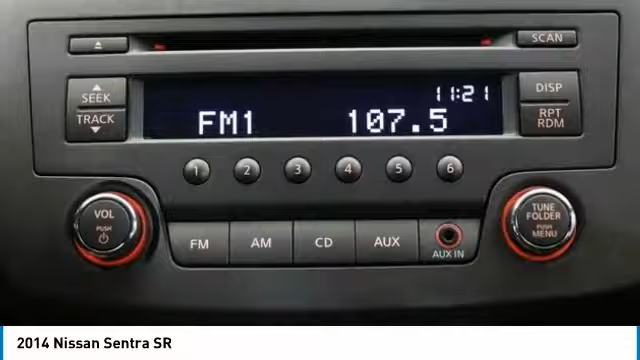 SCAN
SEEK
TRACK
11:21
FM1 107.5
DISP
RPT
RDM
1 2 3 4 5 6
VOL
PUSH
TUNE
FOLDER
PUSH
MENU
FM AM CD AUX
AUX IN
2014 Nissan Sentra SR